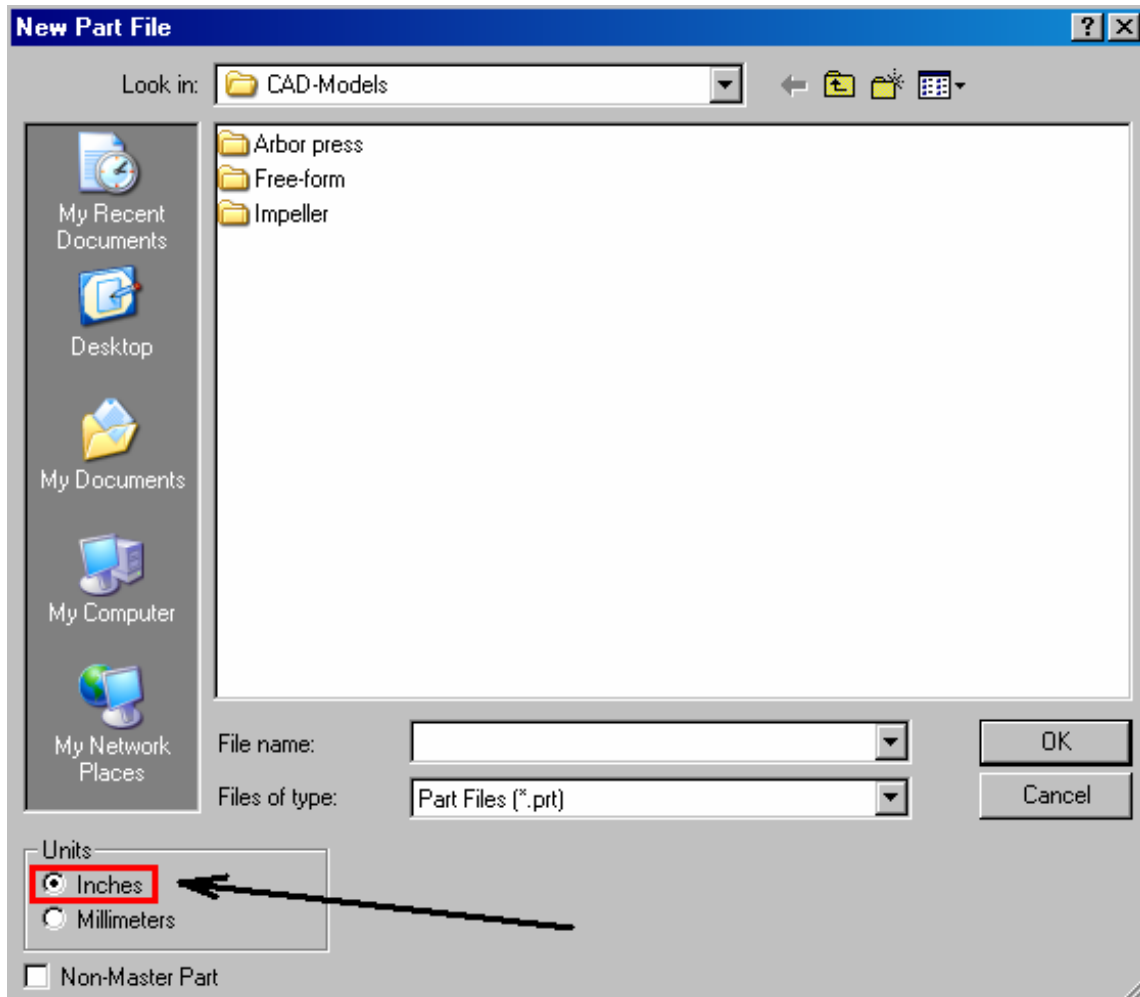 New Part File
Look in: CAD-Models
My Recent
Documents
Desktop
My Documents
My Computer
My Network
Places
Arbor press
Free-form
Impeller
File name:
OK
Files of type: Part Files (*.prt)
Cancel
Units
Inches
Millimeters
Non-Master Part